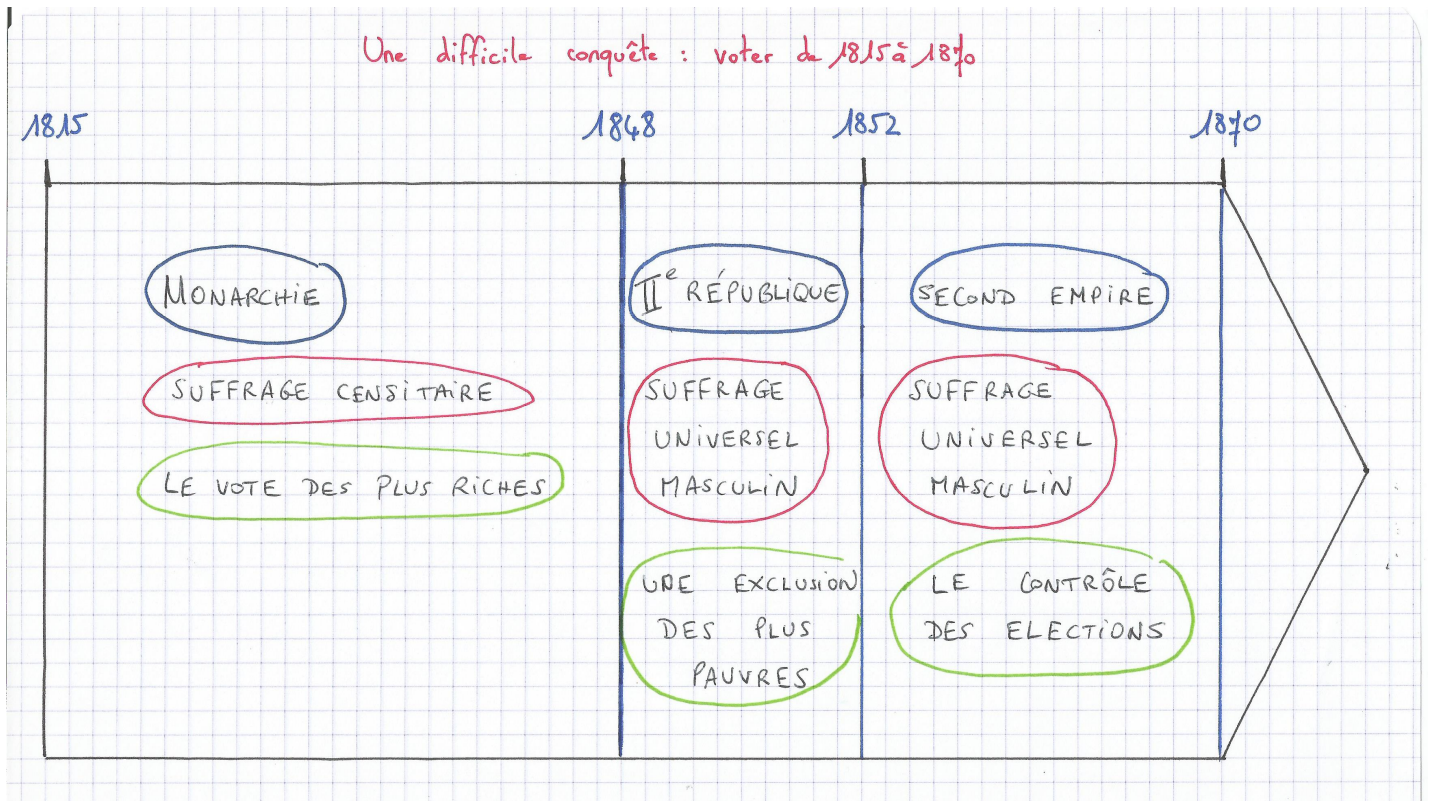 Une difficile conquête : voter de 1815 à 1870
1815
1848
1852
1870
MONARCHIE
SUFFRAGE CENSITAIRE
LE VOTE DES PLUS RICHES
IIe RÉPUBLIQUE
SUFFRAGE
UNIVERSEL
MASCULIN
UNE EXCLUSION
DES PLUS
PAUVRES
SECOND EMPIRE
SUFFRAGE
UNIVERSEL
MASCULIN
LE CONTRÔLE
DES ELECTIONS